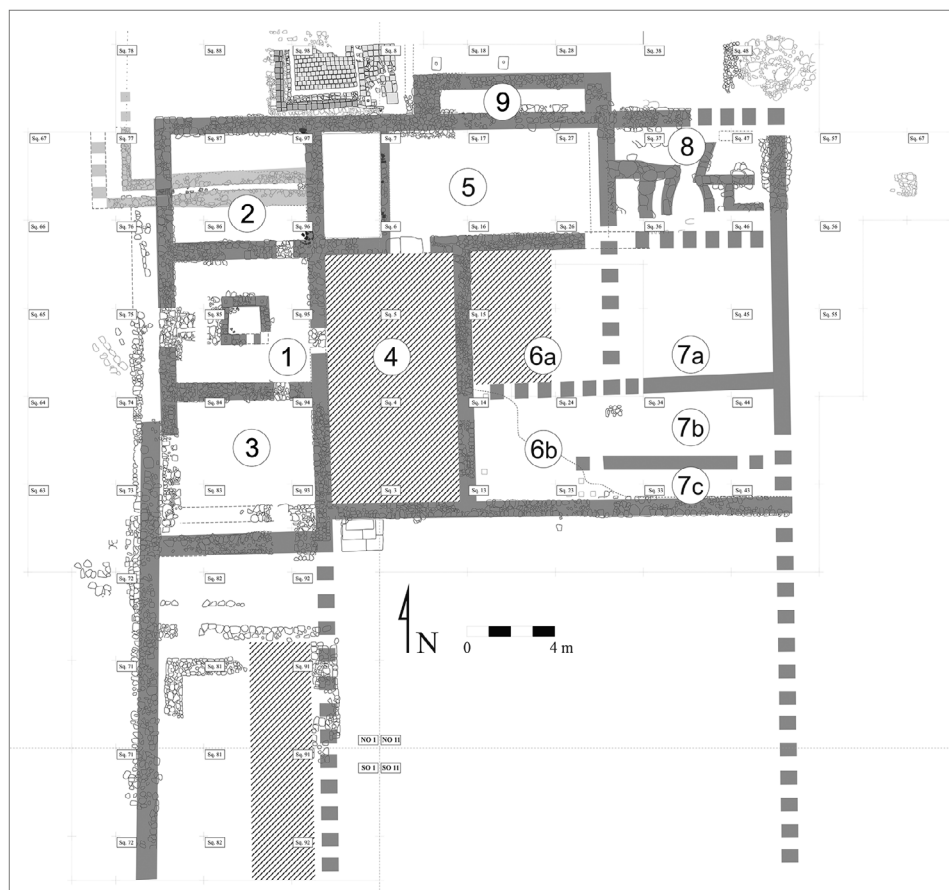 Sq. 78
Sq. 88
Sq. 98
Sq. 8
Sq. 18
Sq. 28
Sq. 38
Sq. 48
9
Sq. 67
Sq. 77
Sq. 87
Sq. 97
Sq. 7
Sq. 17
Sq. 27
Sq. 37
Sq. 47
Sq. 57
Sq. 67
8
5
2
Sq. 66
Sq. 76
Sq. 86
Sq. 96
Sq. 6
Sq. 16
Sq. 26
Sq. 36
Sq. 46
Sq. 56
Sq. 65
Sq. 75
Sq. 85
Sq. 95
Sq. 5
Sq. 15
Sq. 45
Sq. 55
1
4
6a
7a
Sq. 64
Sq. 74
Sq. 84
Sq. 94
Sq. 4
Sq. 14
Sq. 24
Sq. 34
Sq. 44
7b
3
6b
7c
Sq. 63
Sq. 73
Sq. 83
Sq. 93
Sq. 3
Sq. 13
Sq. 73
Sq. 33
Sq. 43
Sq. 72
Sq. 82
Sq. 92
N
0
4 m
Sq. 71
Sq. 81
Sq. 91
NO 1
NO 11
Sq. 71
Sq. 81
Sq. 91
SO 1
SO 11
Sq. 72
Sq. 82
Sq. 92